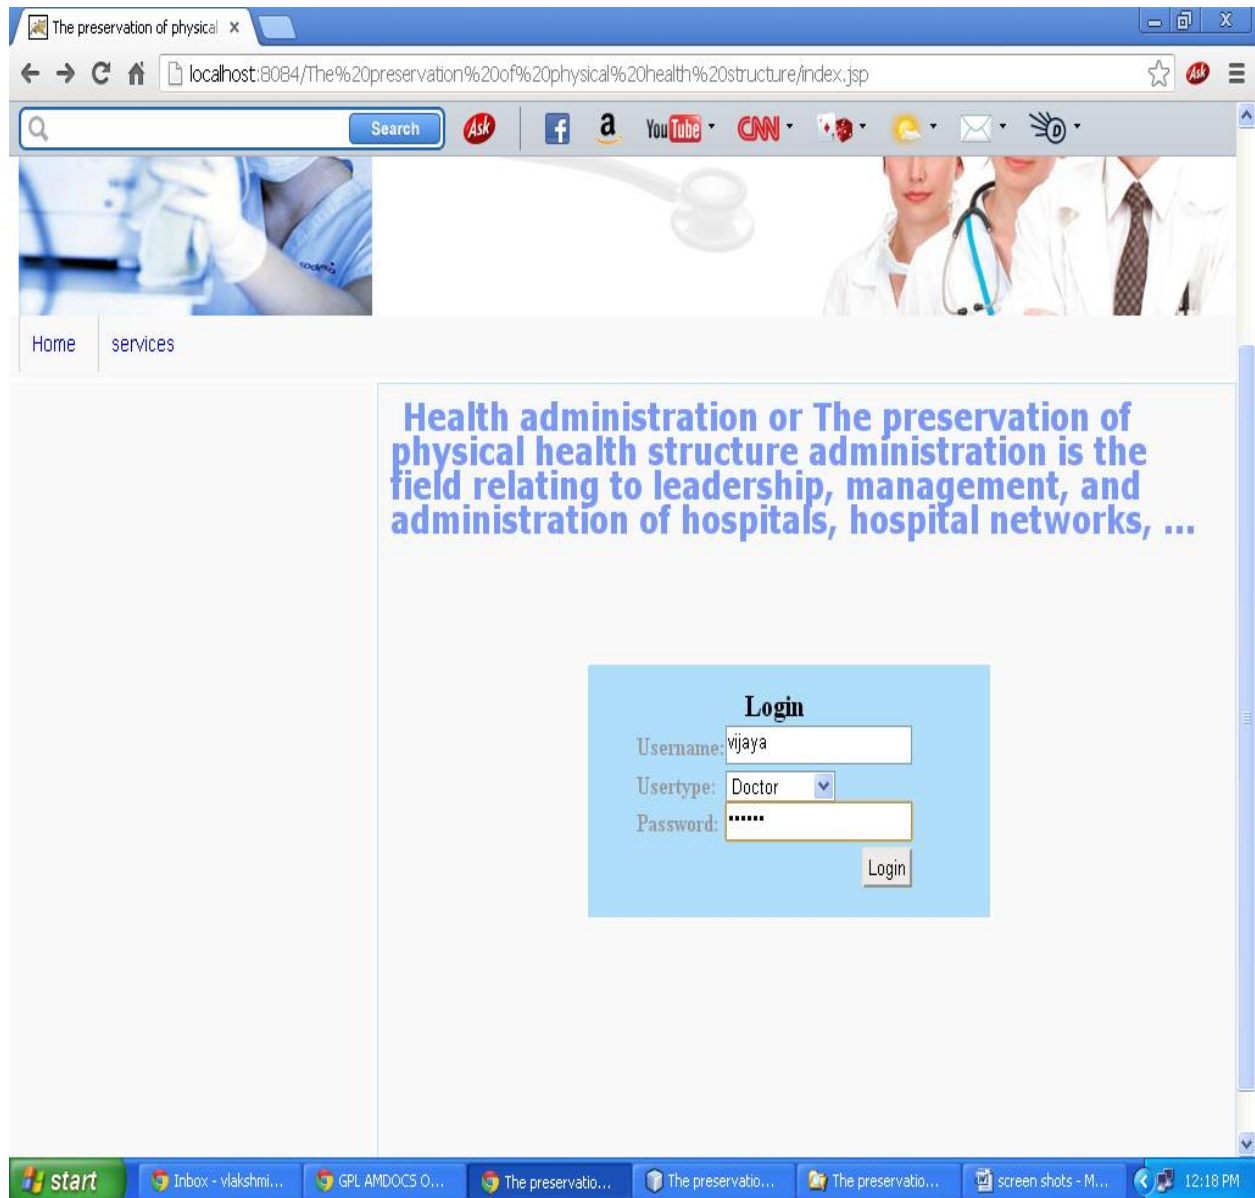 The preservation of physical
localhost:8084/The%20preservation%20of%20physical%20health%20structure/index.jsp
Search Ask a YouTube CNN D
Ask
Home services
Health administration or The preservation of
physical health structure administration is the
field relating to leadership, management, and
administration of hospitals, hospital networks, ...
Login
Username: vijaya
Usertype: Doctor
Password: ••••••
Login
start Inbox - vlakshmi... GPL AMDOCS O... The preservatio... The preservatio... The preservatio... screen shots - M... 12:18 PM